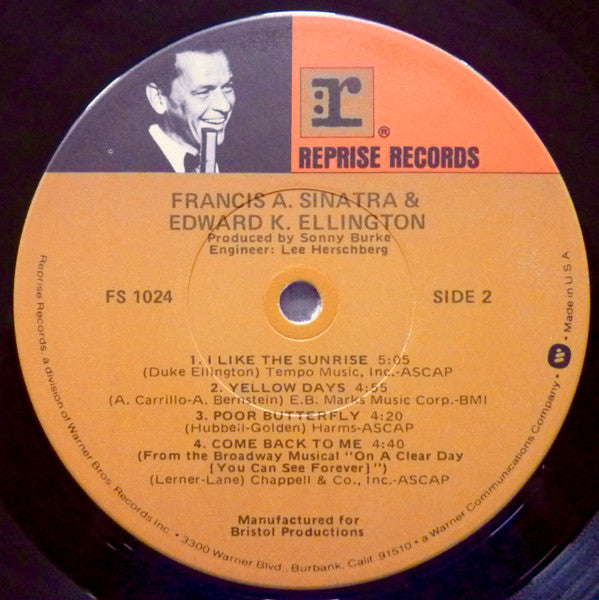 r
®
REPRISE RECORDS
FRANCIS A. SINATRA &
EDWARD K. ELLINGTON
Produced by Sonny Burke
Engineer: Lee Herschberg
FS 1024
SIDE 2
1. I LIKE THE SUNRISE 5:05
(Duke Ellington) Tempo Music, Inc.-ASCAP
2. YELLOW DAYS 4:55
(A. Carrillo-A. Bernstein) E.B. Marks Music Corp.-BMI
3. POOR BUTTERFLY 4:20
(Hubbell-Golden) Harms-ASCAP
4. COME BACK TO ME 4:40
(From the Broadway Musical "On A Clear Day
[You Can See Forever]")
(Lerner-Lane) Chappell & Co., Inc.-ASCAP
Manufactured for
Bristol Productions
Reprise Records, a division of Warner Bros. Records Inc. • 3300 Warner Blvd., Burbank, Calif. 91510 • a Warner Communications Company • W • Made in U.S.A.